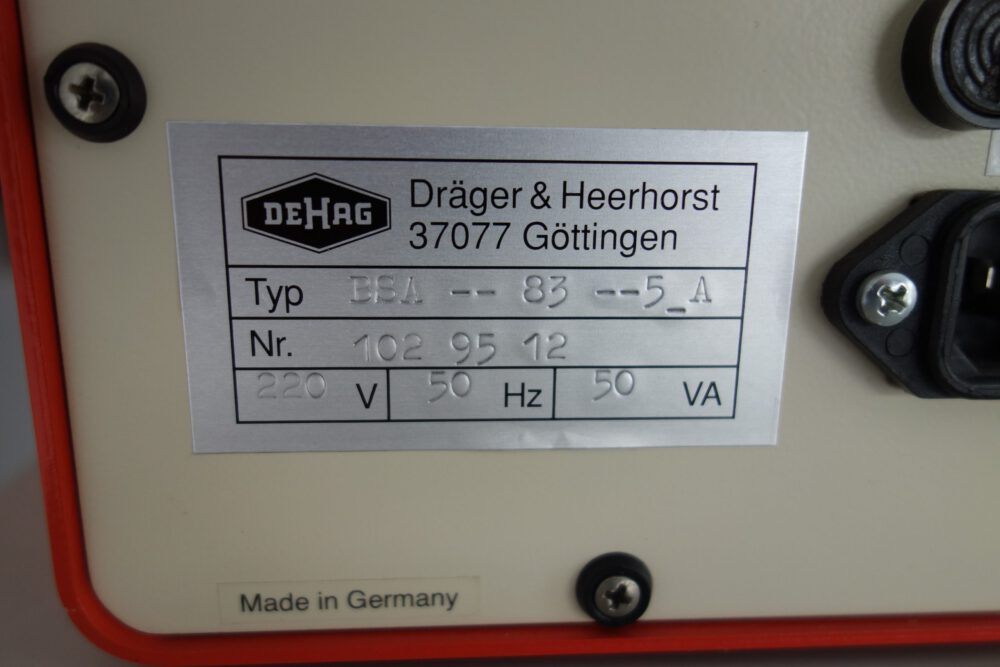 DEHAG
Dräger & Heerhorst
37077 Göttingen
Typ BSA -- 83 --5_A
Nr. 102 95 12
220 V 50 Hz 50 VA
Made in Germany